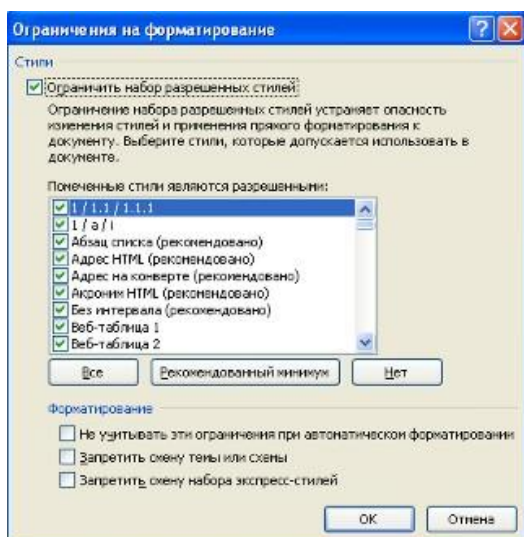 Ограничения на форматирование
Стили
Ограничить набор разрешенных стилей
Ограничение набора разрешенных стилей устраняет опасность
изменения стилей и применения прямого форматирования к
документу. Выберите стили, которые допускается использовать в
документе.
Помеченные стили являются разрешенными:
1 / 1.1 / 1.1.1
1 / a / i
Абзац списка (рекомендовано)
Адрес HTML (рекомендовано)
Адрес на конверте (рекомендовано)
Акроним HTML (рекомендовано)
Без интервала (рекомендовано)
Веб-таблица 1
Веб-таблица 2
Все Рекомендованный минимум Нет
Форматирование
Не учитывать эти ограничения при автоматическом форматировании
Запретить смену темы или схемы
Запретить смену набора экспресс-стилей
ОК Отмена